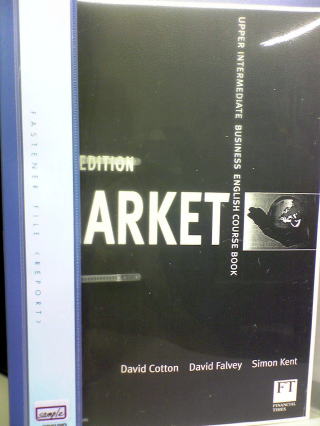 FASTENER FILE <REPORT>
sample
UPPER INTERMEDIATE BUSINESS ENGLISH COURSE BOOK
EDITION
ARKET
David Cotton David Falvey Simon Kent
FT
FINANCIAL
TIMES